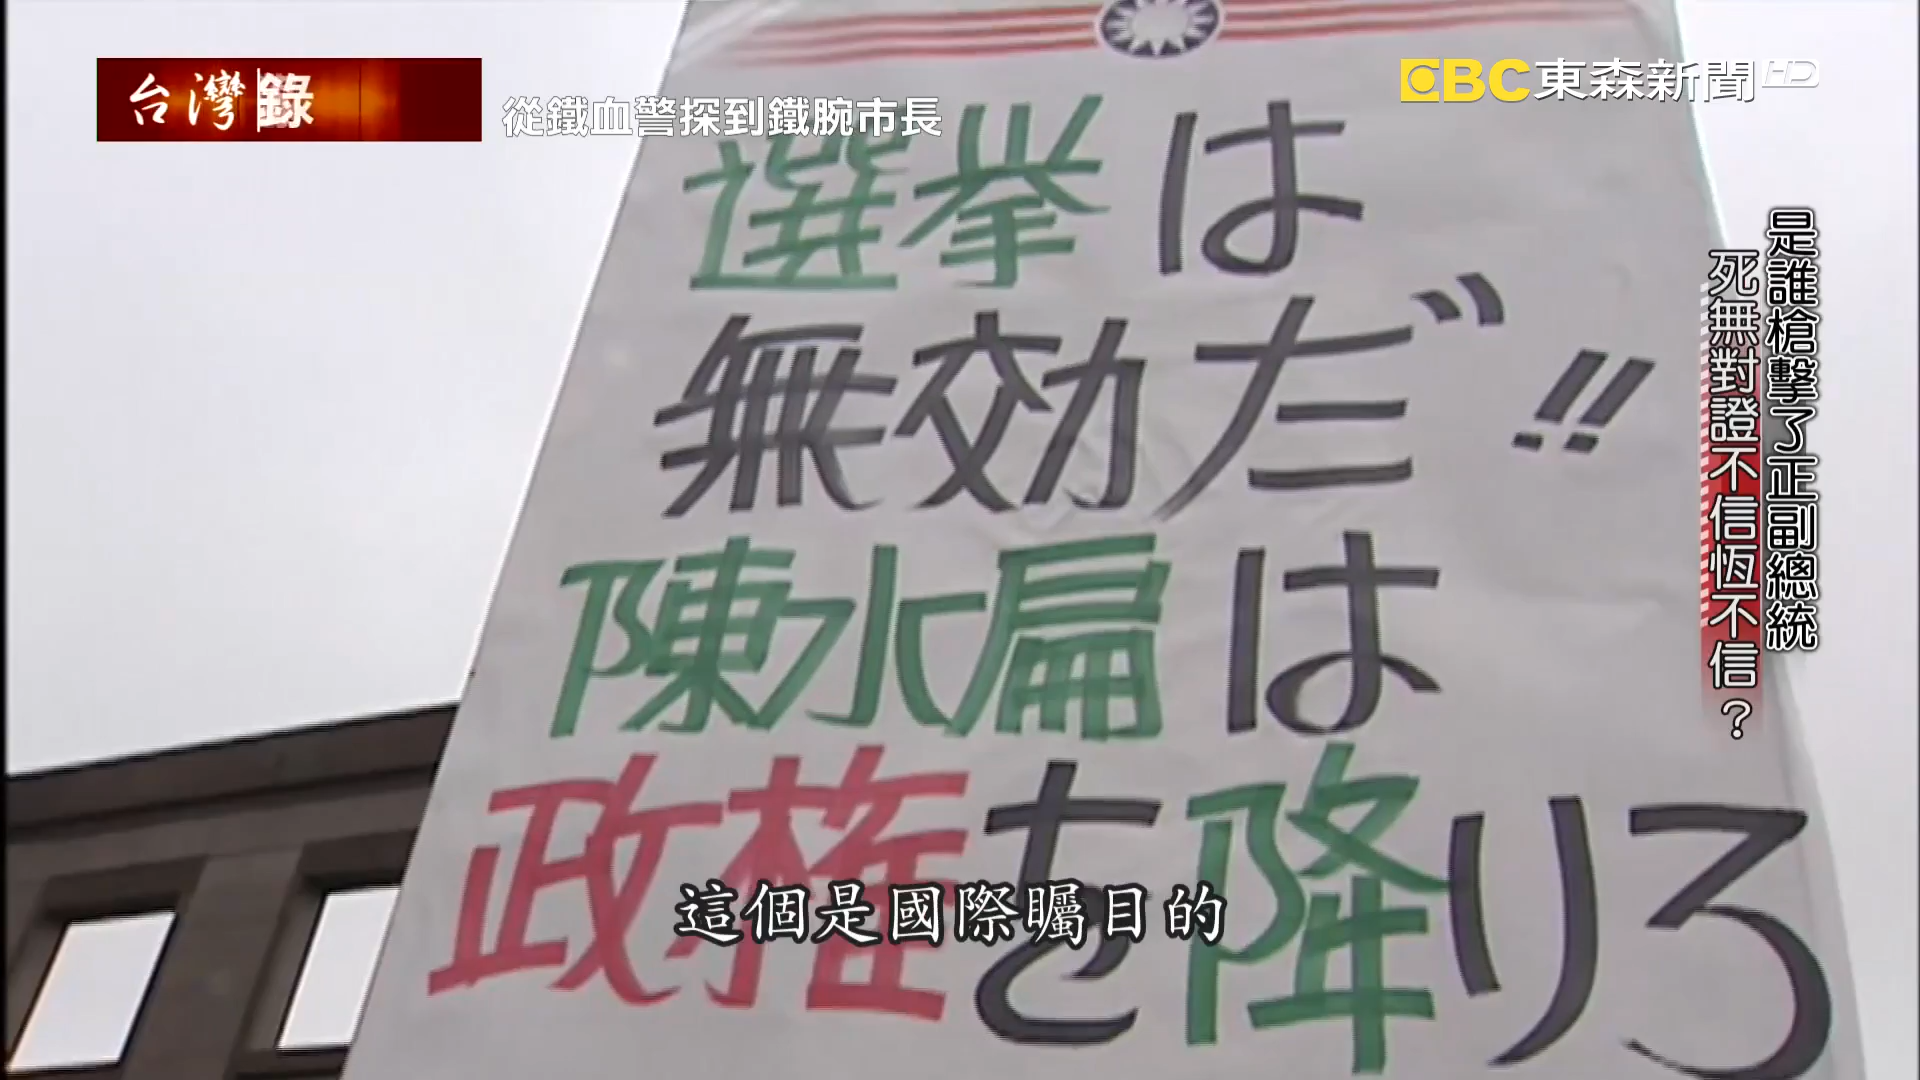 台灣錄
從鐵血警探到鐵腕市長
EBC東森新聞HD
選挙は
無効だ!!
陳水扁は
政権を降りろ
是誰槍擊了正副總統
死無對證不信恆不信？
這個是國際矚目的